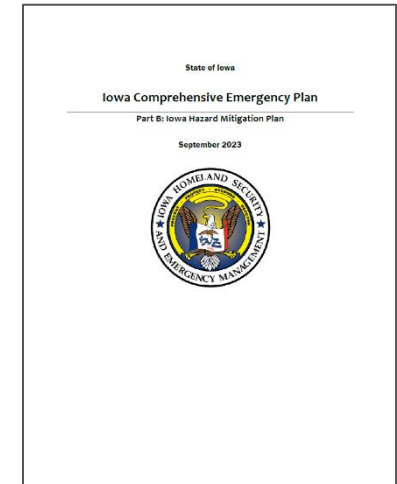 State of Iowa
Iowa Comprehensive Emergency Plan
Part B: Iowa Hazard Mitigation Plan
September 2023
IOWA HOMELAND SECURITY
AND EMERGENCY MANAGEMENT